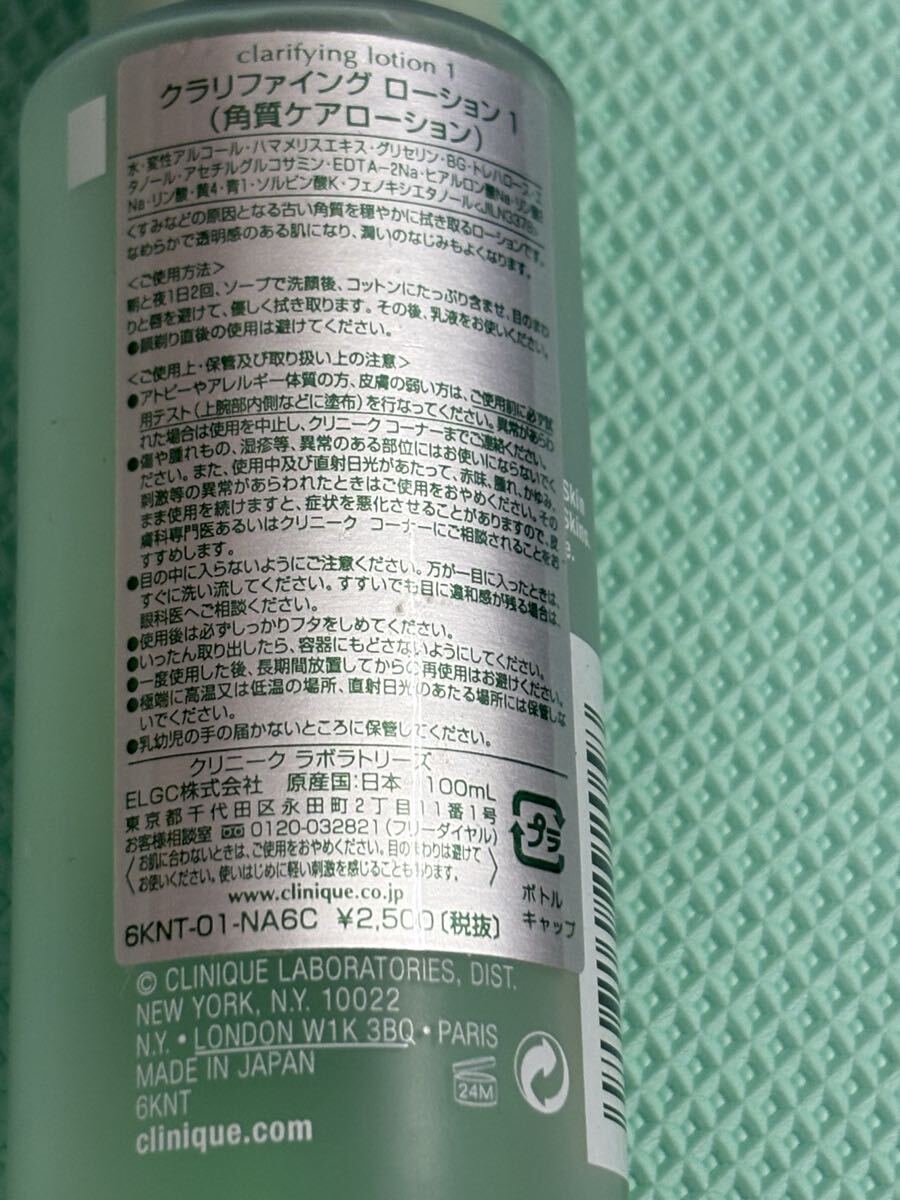 clarifying lotion 1
クラリファイング ローション 1
（角質ケアローション）
水・変性アルコール・ハマメリスエキス・グリセリン・BG・トレハロース・エ
タノール・アセチルグルコサミン・EDTA-2Na・ヒアルロン酸Na・リン酸2
Na・リン酸・黄4・青1・ソルビン酸K・フェノキシエタノール<ILN37
くすみなどの原因となる古い角質を穏やかに拭き取るローションです。
なめらかで透明感のある肌になり、潤いのなじみもよくなります。
＜ご使用方法＞
朝と夜1日2回、ソープで洗顔後、コットンにたっぷり含ませ、目のまわ
りと唇を避けて、優しく拭き取ります。その後、乳液をお使いください。
●髭剃り直後の使用は避けてください。
＜ご使用上・保管及び取り扱い上の注意＞
●アトピーやアレルギー体質の方、皮膚の弱い方は、ご使用前に必ず試
用テスト（上腕部内側などに塗布）を行なってください。異常があらわ
れた場合は使用を中止し、クリニーク コーナーまでご連絡ください。
●傷や腫れもの、湿疹等、異常のある部位にはお使いにならないでく
ださい。また、使用中及び直射日光があたって、赤味、腫れ、かゆみ、
刺激等の異常があらわれたときはご使用をおやめください。その
まま使用を続けますと、症状を悪化させることがありますので、皮
膚科専門医あるいはクリニーク コーナーにご相談されることをお
すすめします。
●目の中に入らないようにご注意ください。万が一目に入ったときは、
すぐに洗い流してください。すすいでも目に違和感が残る場合は、
眼科医へご相談ください。
●使用後は必ずしっかりフタをしめてください。
●いったん取り出したら、容器にもどさないようにしてください。
●一度使用した後、長期間放置してからの再使用はお避けください。
●極端に高温又は低温の場所、直射日光のあたる場所には保管しな
いでください。
●乳幼児の手の届かないところに保管してください。
クリニーク ラボラトリーズ
ELGC株式会社 原産国：日本 100mL
東京都千代田区永田町2丁目11番1号
お客様相談室 0120-032821（フリーダイヤル）
お肌に合わないときは、ご使用をおやめください。目のまわりは避けて
お使いください。使いはじめに軽い刺激を感じることもあります。
www.clinique.co.jp
6KNT-01-NA6C ¥2,500〔税抜〕
プラ
ボトル
キャップ
skin
skins
e.
© CLINIQUE LABORATORIES, DIST.
NEW YORK, N.Y. 10022
N.Y. • LONDON W1K 3BQ • PARIS
MADE IN JAPAN
6KNT
clinique.com
24M